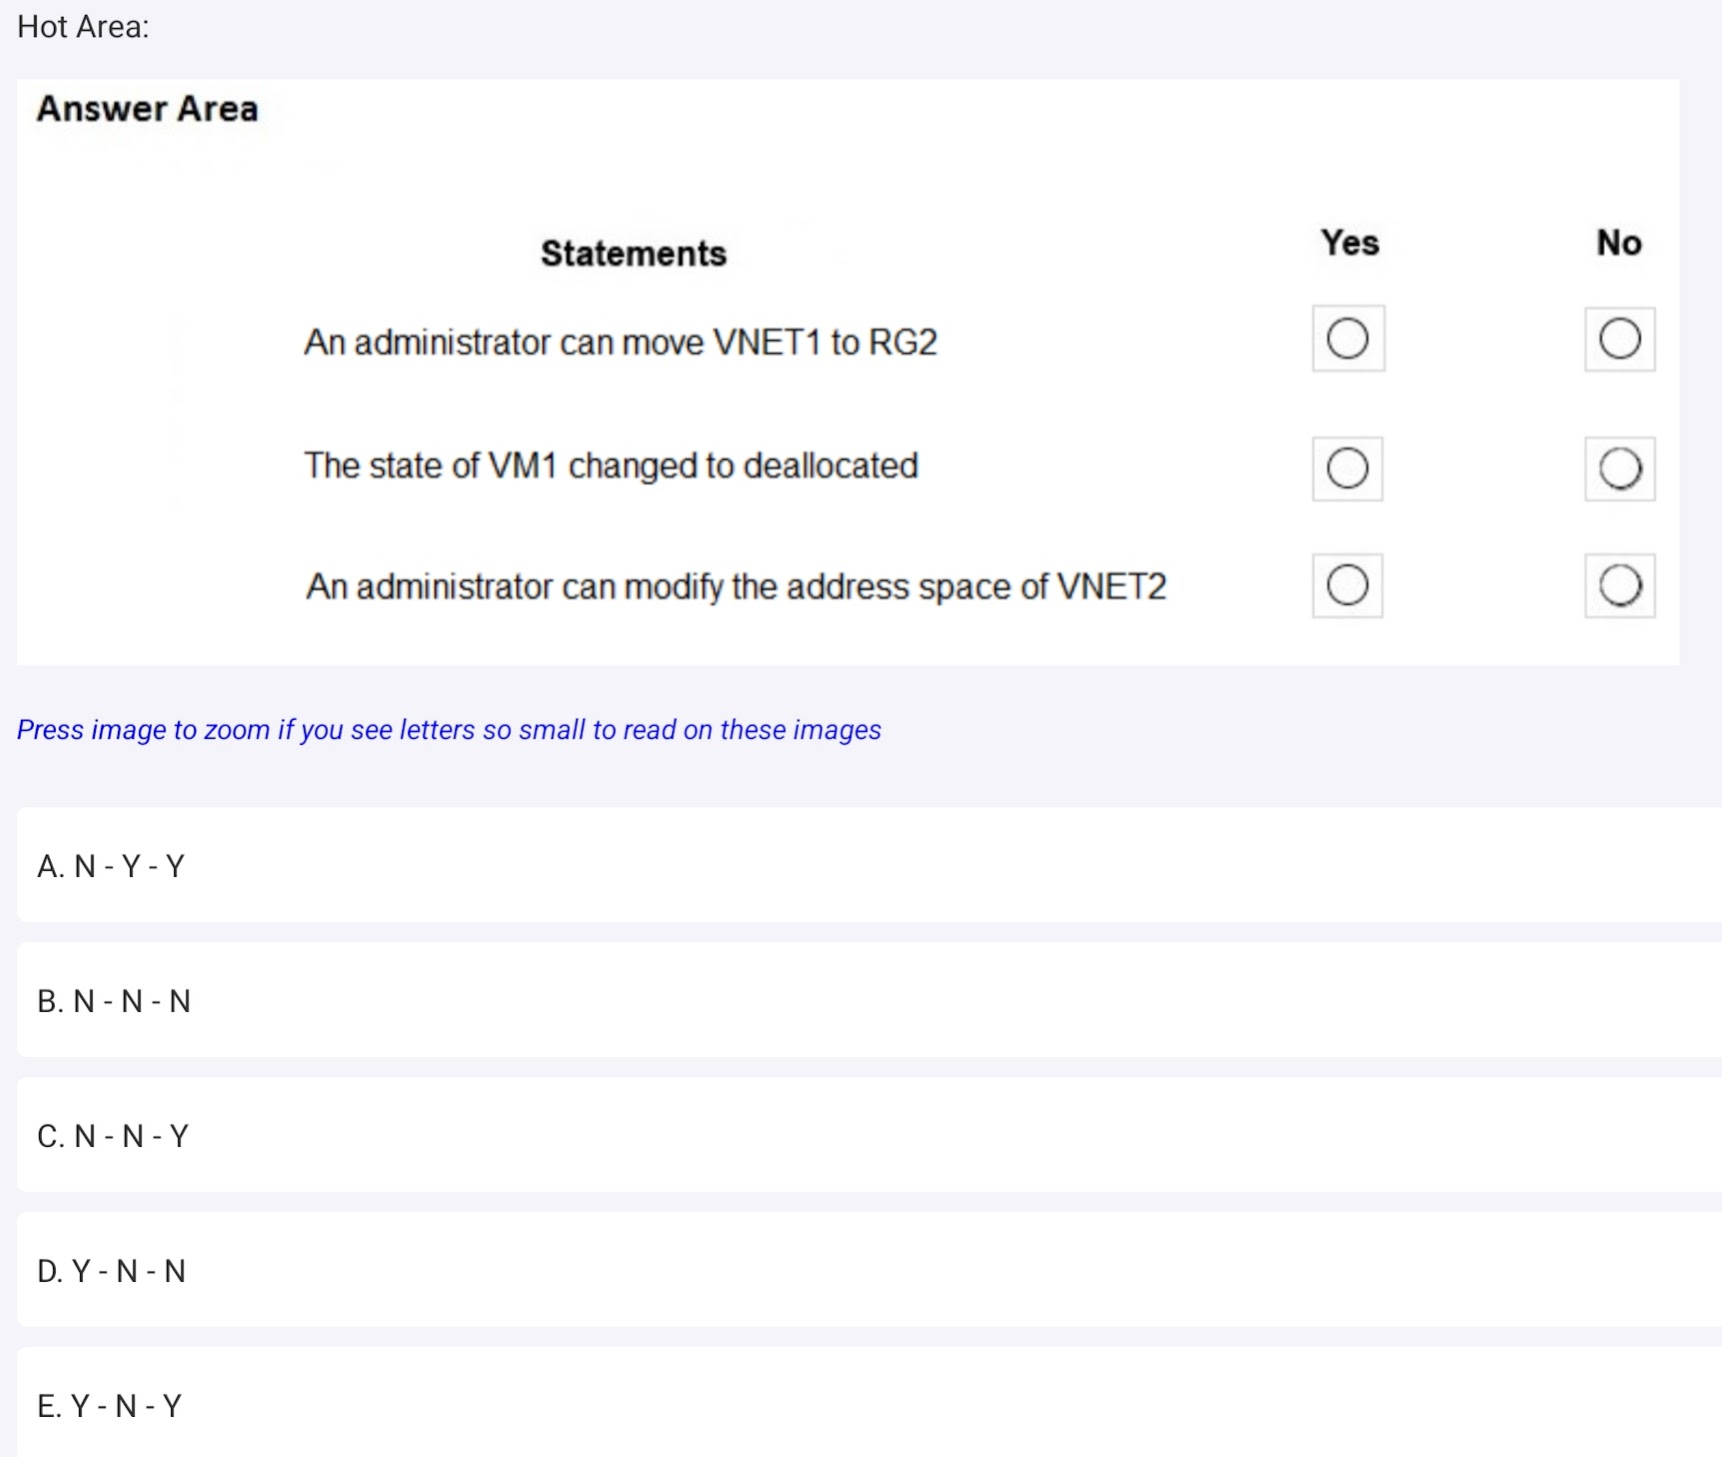 Hot Area:
Answer Area
Statements Yes No
An administrator can move VNET1 to RG2
The state of VM1 changed to deallocated
An administrator can modify the address space of VNET2
Press image to zoom if you see letters so small to read on these images
A. N - Y - Y
B. N - N - N
C. N - N - Y
D. Y - N - N
E. Y - N - Y